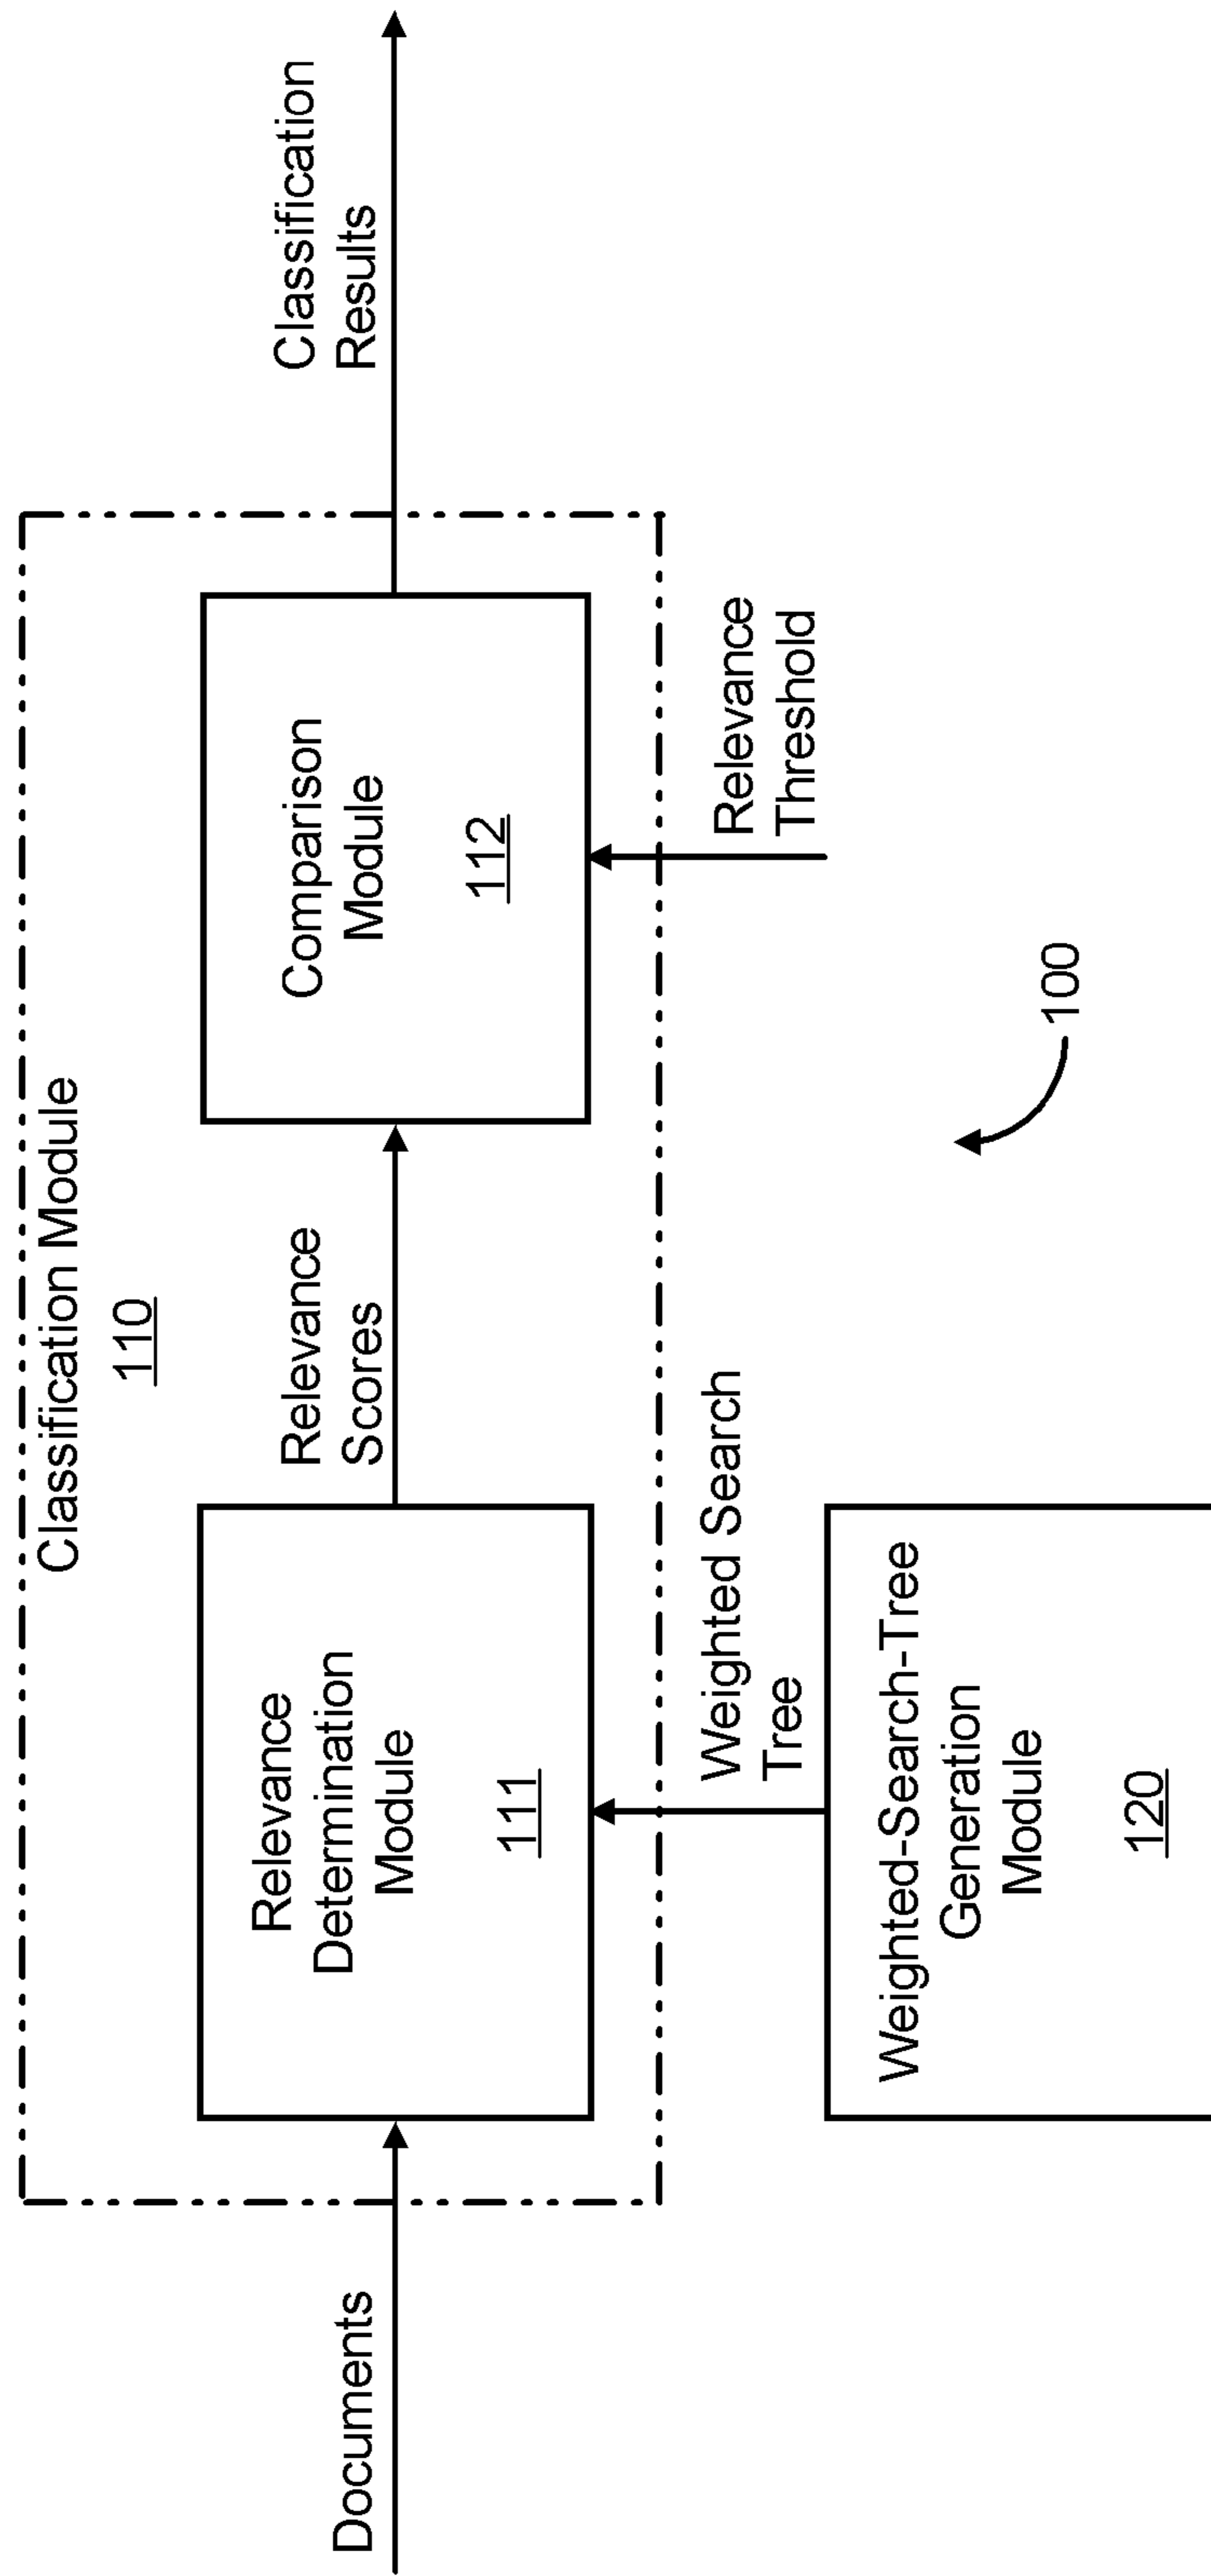 Classification Module
110
Documents
Relevance
Determination
Module
111
Relevance
Scores
Comparison
Module
112
Classification
Results
Weighted Search
Tree
Relevance
Threshold
Weighted-Search-Tree
Generation
Module
120
100